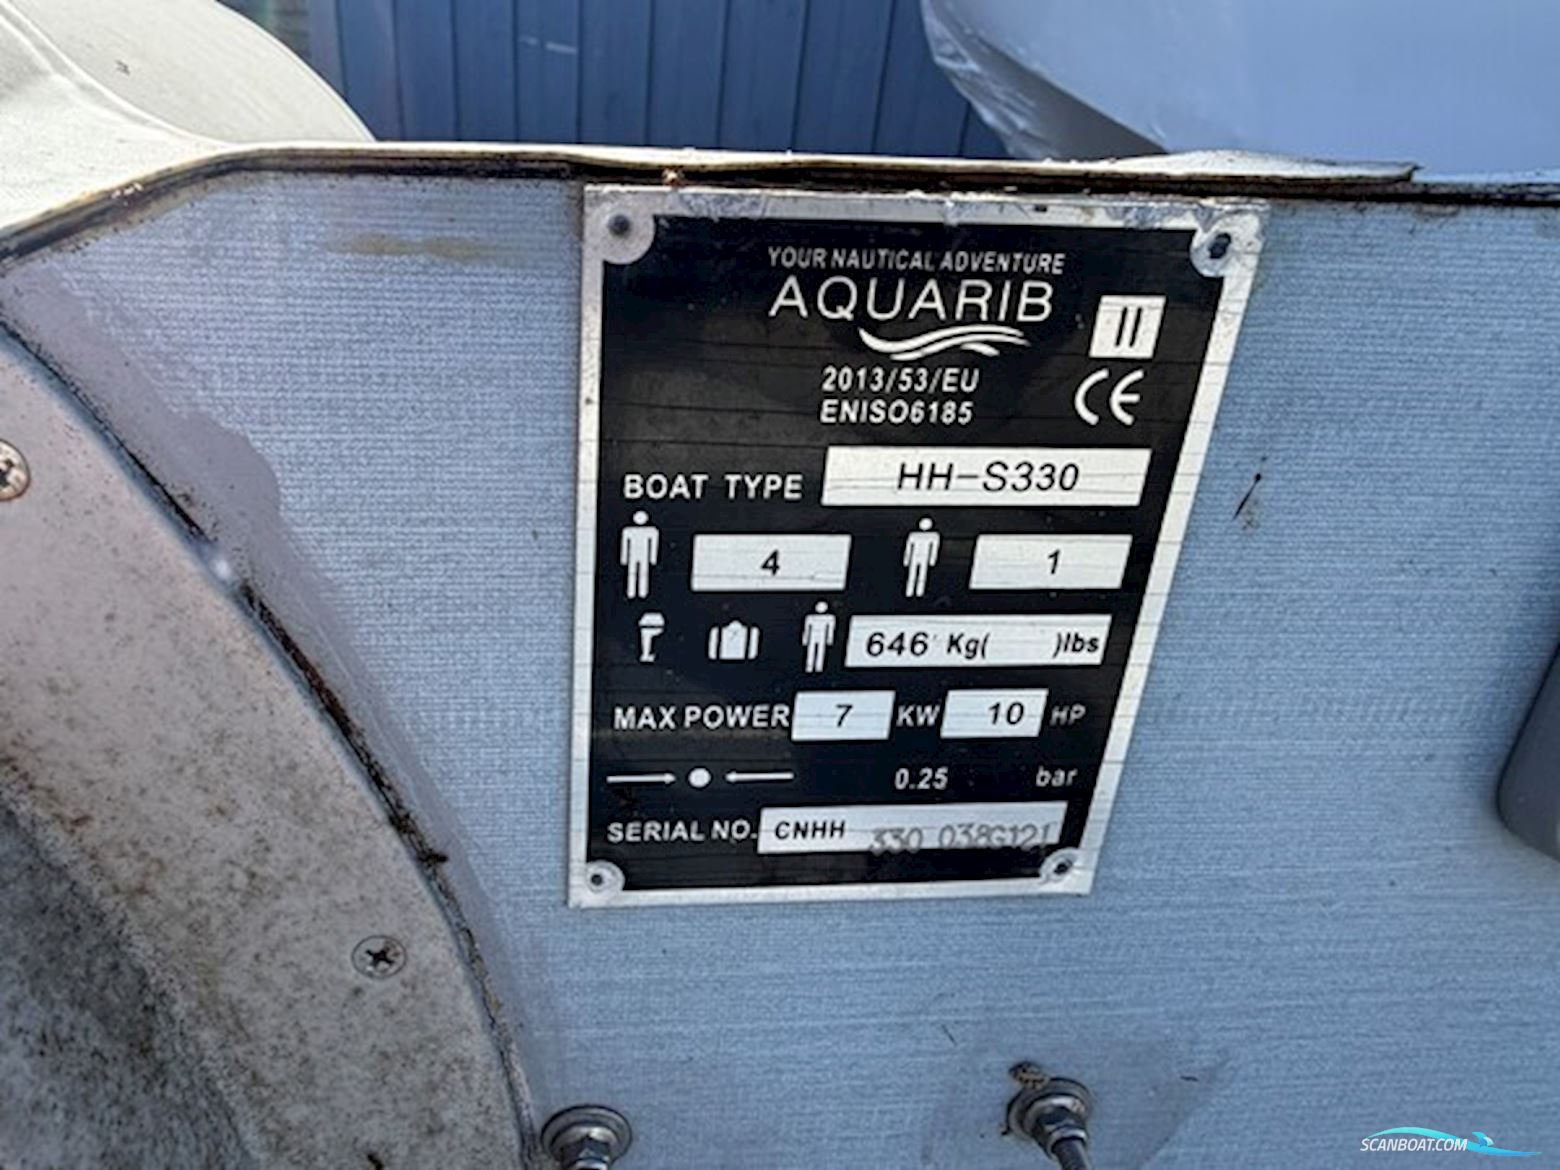 YOUR NAUTICAL ADVENTURE
AQUARIB
II
2013/53/EU
CE
ENISO6185
BOAT TYPE HH-S330
4 1
646 Kg( )lbs
MAX POWER 7 KW 10 HP
0.25 bar
SERIAL NO. CNHH 330 038G121
SCANBOAT.COM